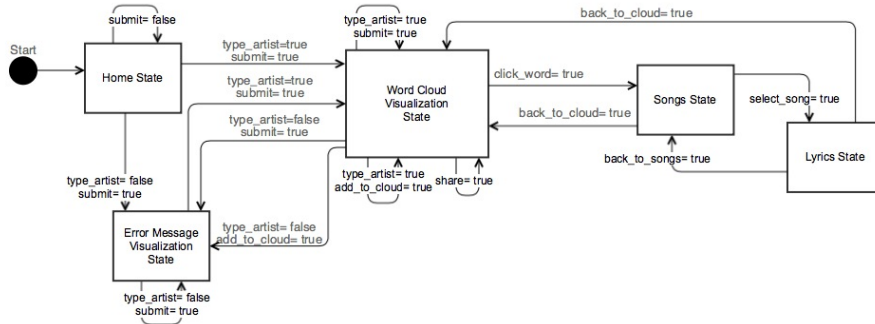 submit= false
type_artist= true
submit= true
back_to_cloud= true
Start
Home State
type_artist=true
submit= true
Word Cloud
Visualization
State
click_word= true
Songs State
select_song= true
type_artist=true
submit= true
type_artist=false
submit= true
back_to_cloud= true
Lyrics State
back_to_songs= true
type_artist= false
submit= true
type_artist= true
add_to_cloud= true
share= true
Error Message
Visualization
State
type_artist= false
add_to_cloud= true
type_artist= false
submit= true